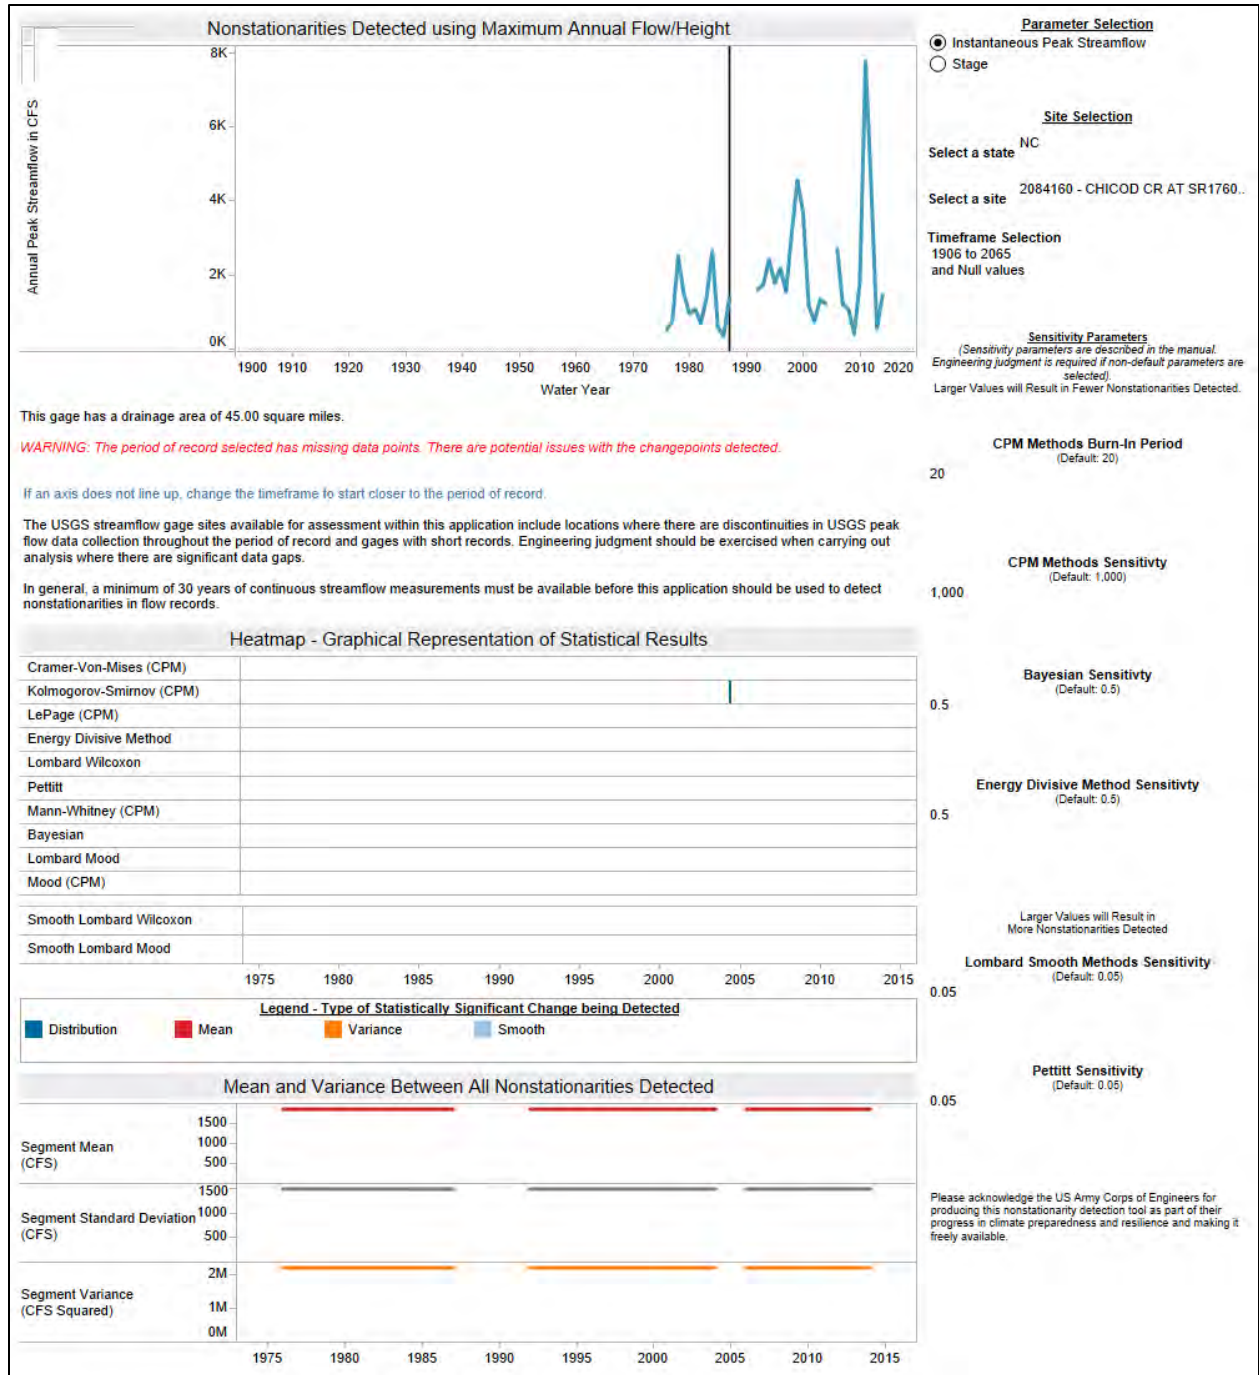 Nonstationarities Detected using Maximum Annual Flow/Height
Annual Peak Streamflow in CFS
8K
6K
4K
2K
0K
1900 1910 1920 1930 1940 1950 1960 1970 1980 1990 2000 2010 2020
Water Year
This gage has a drainage area of 45.00 square miles.
WARNING: The period of record selected has missing data points. There are potential issues with the changepoints detected.
If an axis does not line up, change the timeframe to start closer to the period of record.
The USGS streamflow gage sites available for assessment within this application include locations where there are discontinuities in USGS peak
flow data collection throughout the period of record and gages with short records. Engineering judgment should be exercised when carrying out
analysis where there are significant data gaps.
In general, a minimum of 30 years of continuous streamflow measurements must be available before this application should be used to detect
nonstationarities in flow records.
Heatmap - Graphical Representation of Statistical Results
Cramer-Von-Mises (CPM)
Kolmogorov-Smirnov (CPM)
LePage (CPM)
Energy Divisive Method
Lombard Wilcoxon
Pettitt
Mann-Whitney (CPM)
Bayesian
Lombard Mood
Mood (CPM)
Smooth Lombard Wilcoxon
Smooth Lombard Mood
1975 1980 1985 1990 1995 2000 2005 2010 2015
Legend - Type of Statistically Significant Change being Detected
Distribution Mean Variance Smooth
Mean and Variance Between All Nonstationarities Detected
Segment Mean
(CFS)
1500
1000
500
Segment Standard Deviation
(CFS)
1500
1000
500
Segment Variance
(CFS Squared)
2M
1M
0M
1975 1980 1985 1990 1995 2000 2005 2010 2015
Parameter Selection
Instantaneous Peak Streamflow
Stage
Site Selection
Select a state NC
Select a site 2084160 - CHICOD CR AT SR1760..
Timeframe Selection
1906 to 2065
and Null values
Sensitivity Parameters
(Sensitivity parameters are described in the manual.
Engineering judgment is required if non-default parameters are
selected).
Larger Values will Result in Fewer Nonstationarities Detected.
CPM Methods Burn-In Period
(Default: 20)
20
CPM Methods Sensitivty
(Default: 1,000)
1,000
Bayesian Sensitivty
(Default: 0.5)
0.5
Energy Divisive Method Sensitivty
(Default: 0.5)
0.5
Larger Values will Result in
More Nonstationarities Detected
Lombard Smooth Methods Sensitivity
(Default: 0.05)
0.05
Pettitt Sensitivity
(Default: 0.05)
0.05
Please acknowledge the US Army Corps of Engineers for
producing this nonstationarity detection tool as part of their
progress in climate preparedness and resilience and making it
freely available.